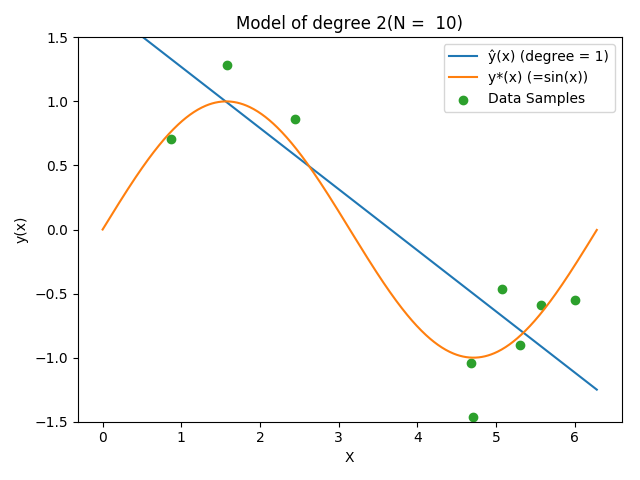 Model of degree 2(N =  10)
ŷ(x) (degree = 1)
y*(x) (=sin(x))
Data Samples
1.5
1.0
0.5
0.0
−0.5
−1.0
−1.5
y(x)
0 1 2 3 4 5 6
X